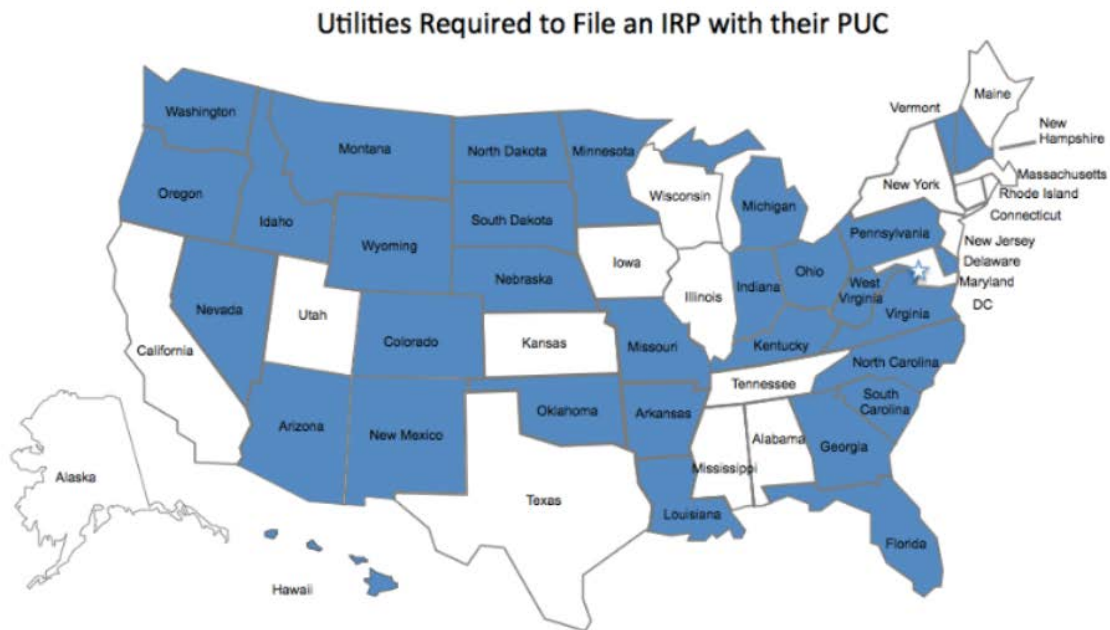 Utilities Required to File an IRP with their PUC
Washington
Montana
North Dakota
Minnesota
Vermont
Maine
New
Hampshire
Oregon
Idaho
Wyoming
South Dakota
Wisconsin
Michigan
New York
Massachusetts
Rhode Island
Connecticut
Nebraska
Iowa
Pennsylvania
New Jersey
Delaware
Maryland
DC
Nevada
Utah
Colorado
Kansas
Missouri
Illinois
Indiana
Ohio
West
Virginia
Virginia
Kentucky
California
Arizona
New Mexico
Oklahoma
Arkansas
Tennessee
North Carolina
South
Carolina
Alaska
Texas
Louisiana
Mississippi
Alabama
Georgia
Florida
Hawaii